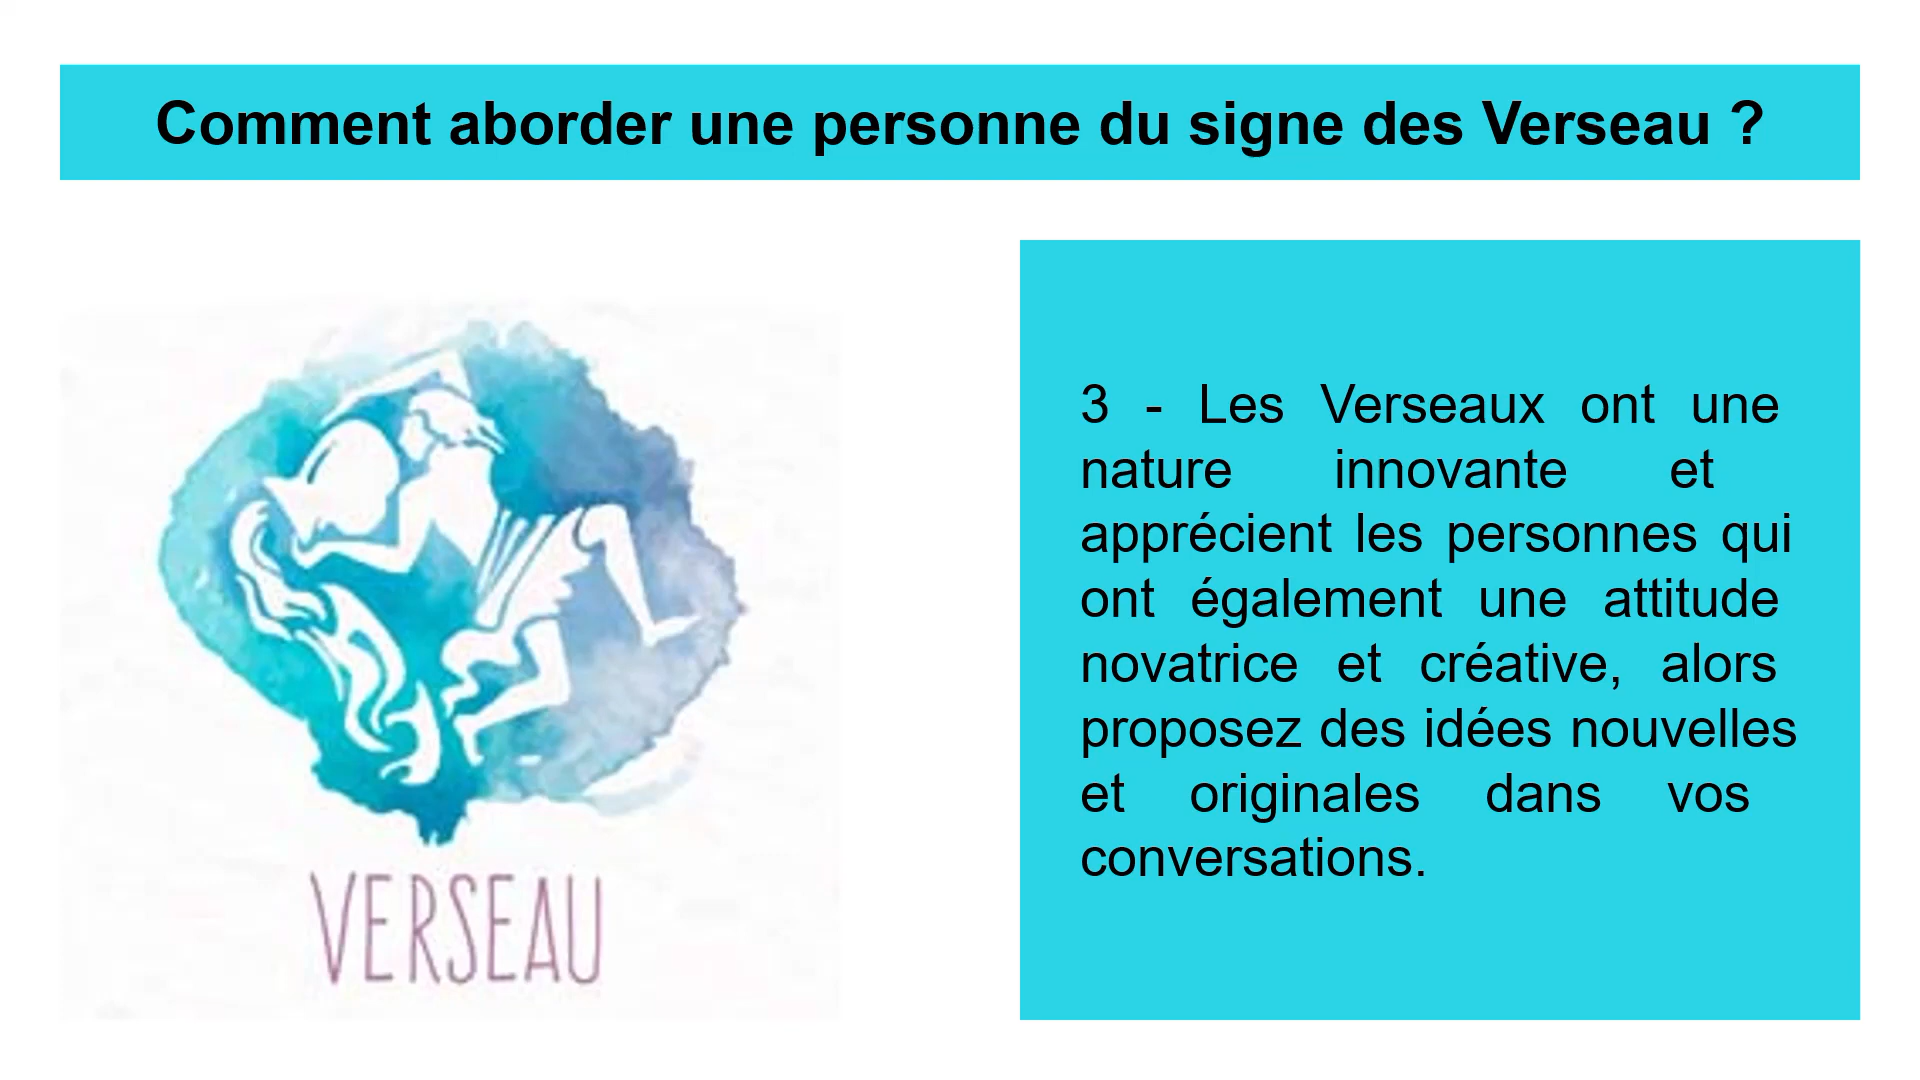 Comment aborder une personne du signe des Verseau ?
3 - Les Verseaux ont une
nature innovante et
apprécient les personnes qui
ont également une attitude
novatrice et créative, alors
proposez des idées nouvelles
et originales dans vos
conversations.
VERSEAU